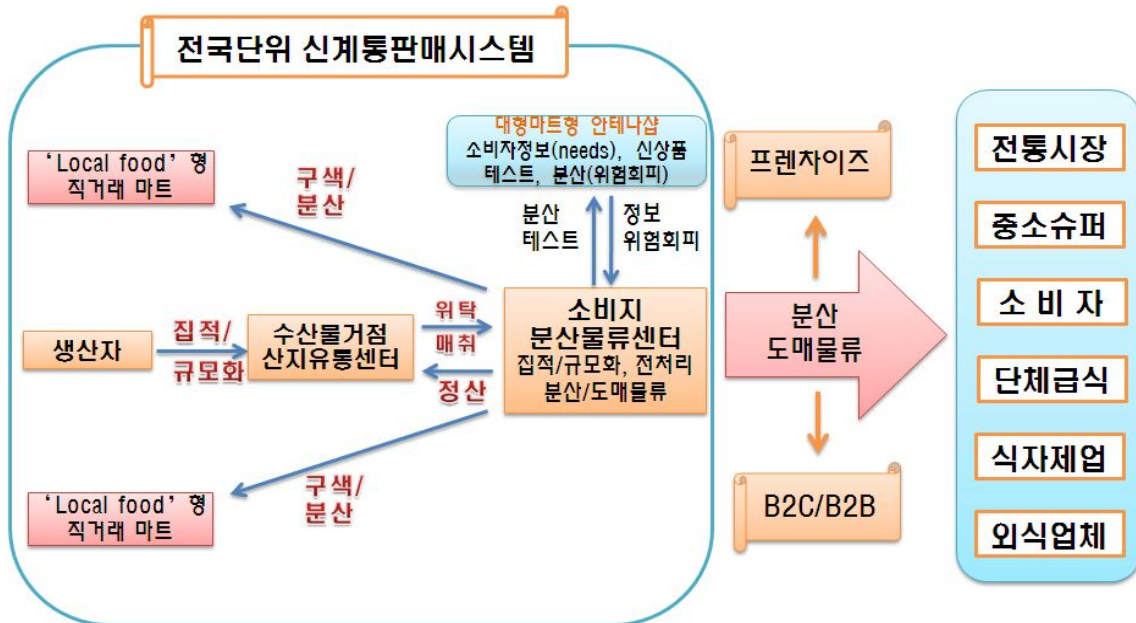 전국단위 신계통판매시스템
대형마트형 안테나샵
소비자정보(needs), 신상품
테스트, 분산(위험회피)
‘Local food’형
직거래 마트
구색/
분산
분산
테스트
정보
위험회피
생산자
집적/
규모화
수산물거점
산지유통센터
위탁
매취
정산
소비지
분산물류센터
집적/규모화, 전처리
분산/도매물류
‘Local food’형
직거래 마트
구색/
분산
프렌차이즈
분산
도매물류
B2C/B2B
전통시장
중소슈퍼
소 비 자
단체급식
식자제업
외식업체